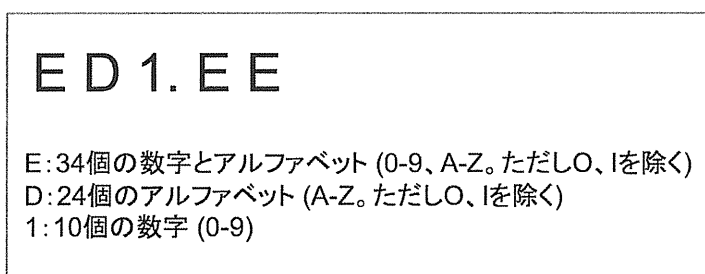 E D 1. E E
E:34個の数字とアルファベット (0-9、A-Z。ただしO、Iを除く)
D:24個のアルファベット (A-Z。ただしO、Iを除く)
1:10個の数字 (0-9)